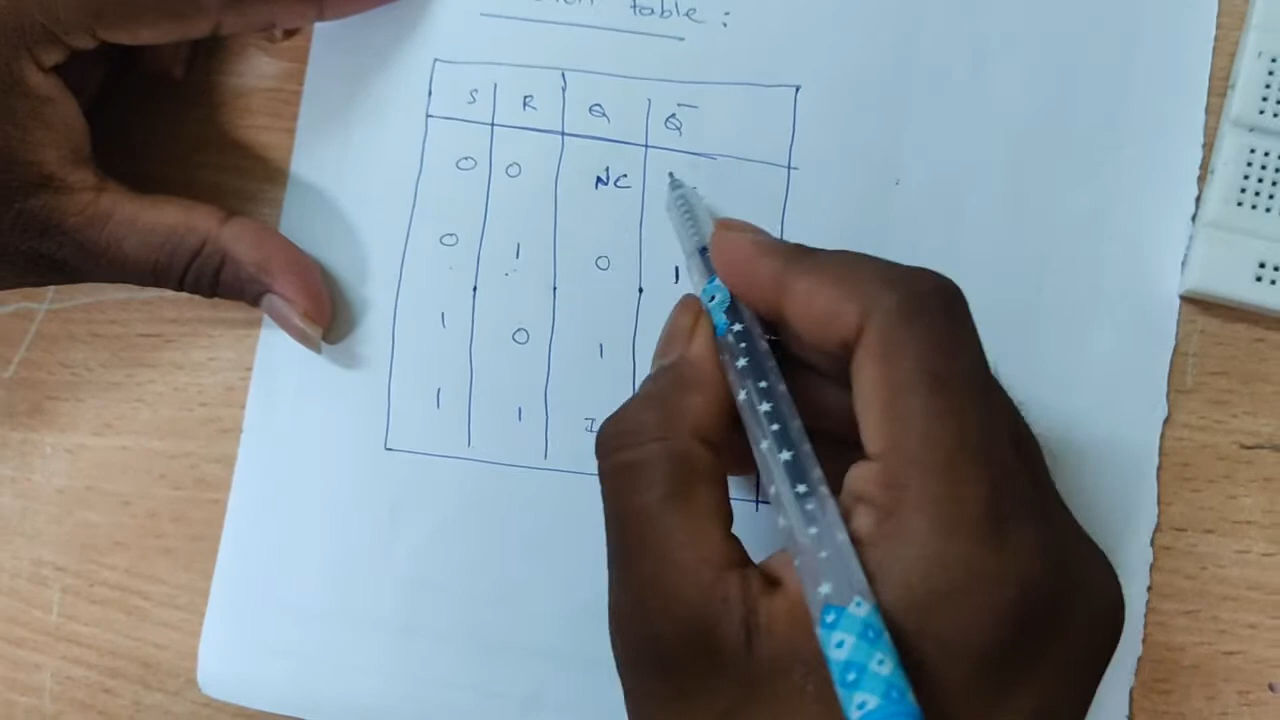 table :
S R Q Q̄
0 0 NC
0 1 0 1
1 0 1
1 1